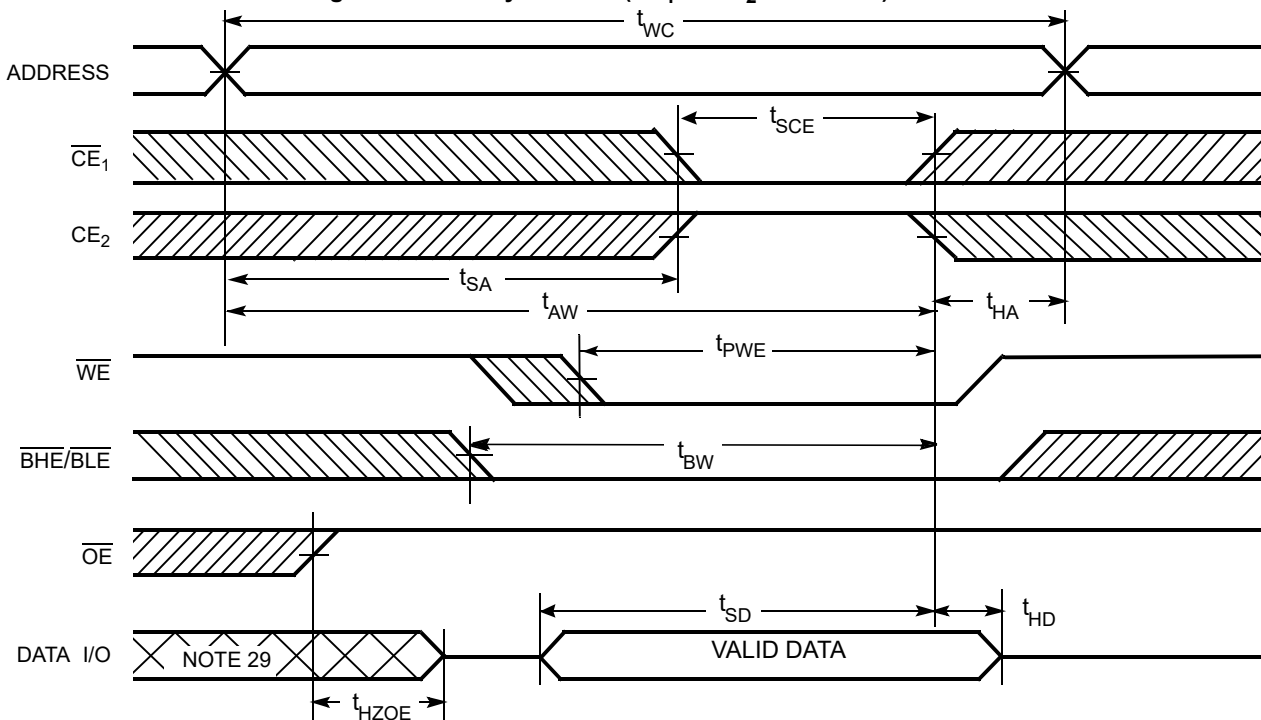 tWC
ADDRESS
tSCE
CE1
CE2
tSA
tAW
tHA
tPWE
WE
BHE/BLE
tBW
OE
tSD
tHD
DATA I/O
NOTE 29
VALID DATA
tHZOE